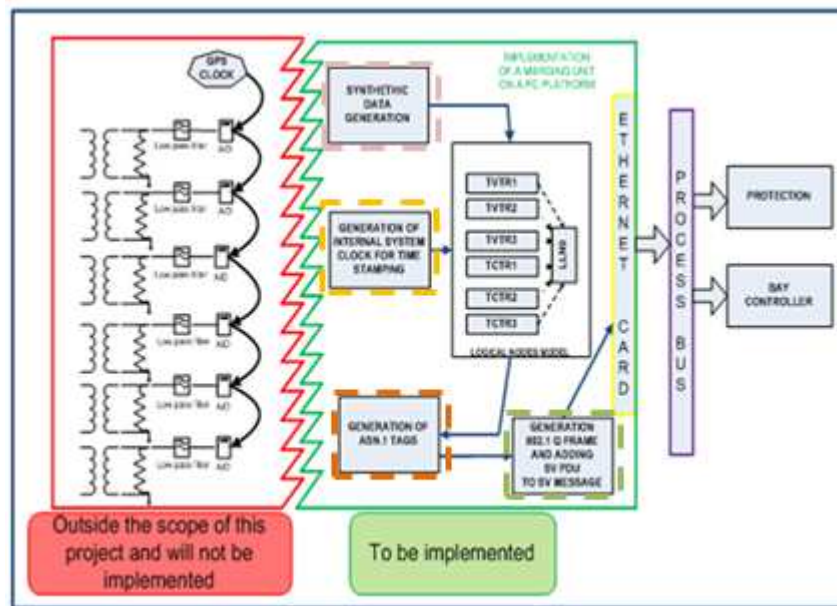 GPS
CLOCK
Low pass filter
A/D
Low pass filter
A/D
Low pass filter
A/D
Low pass filter
A/D
Low pass filter
A/D
Low pass filter
A/D
IMPLEMENTATION
OF A MERGING UNIT
ON A PC PLATFORM
SYNTHETHIC
DATA
GENERATION
GENERATION OF
INTERNAL SYSTEM
CLOCK FOR TIME
STAMPING
TVTR1
TVTR2
TVTR3
TCTR1
TCTR2
TCTR3
LLN0
LOGICAL NODES MODEL
GENERATION OF
ASN.1 TAGS
GENERATION
802.1 Q FRAME
AND ADDING
SV PDU
TO SV MESSAGE
ETHERNET CARD
PROCESS BUS
PROTECTION
BAY
CONTROLLER
Outside the scope of this
project and will not be
implemented
To be implemented